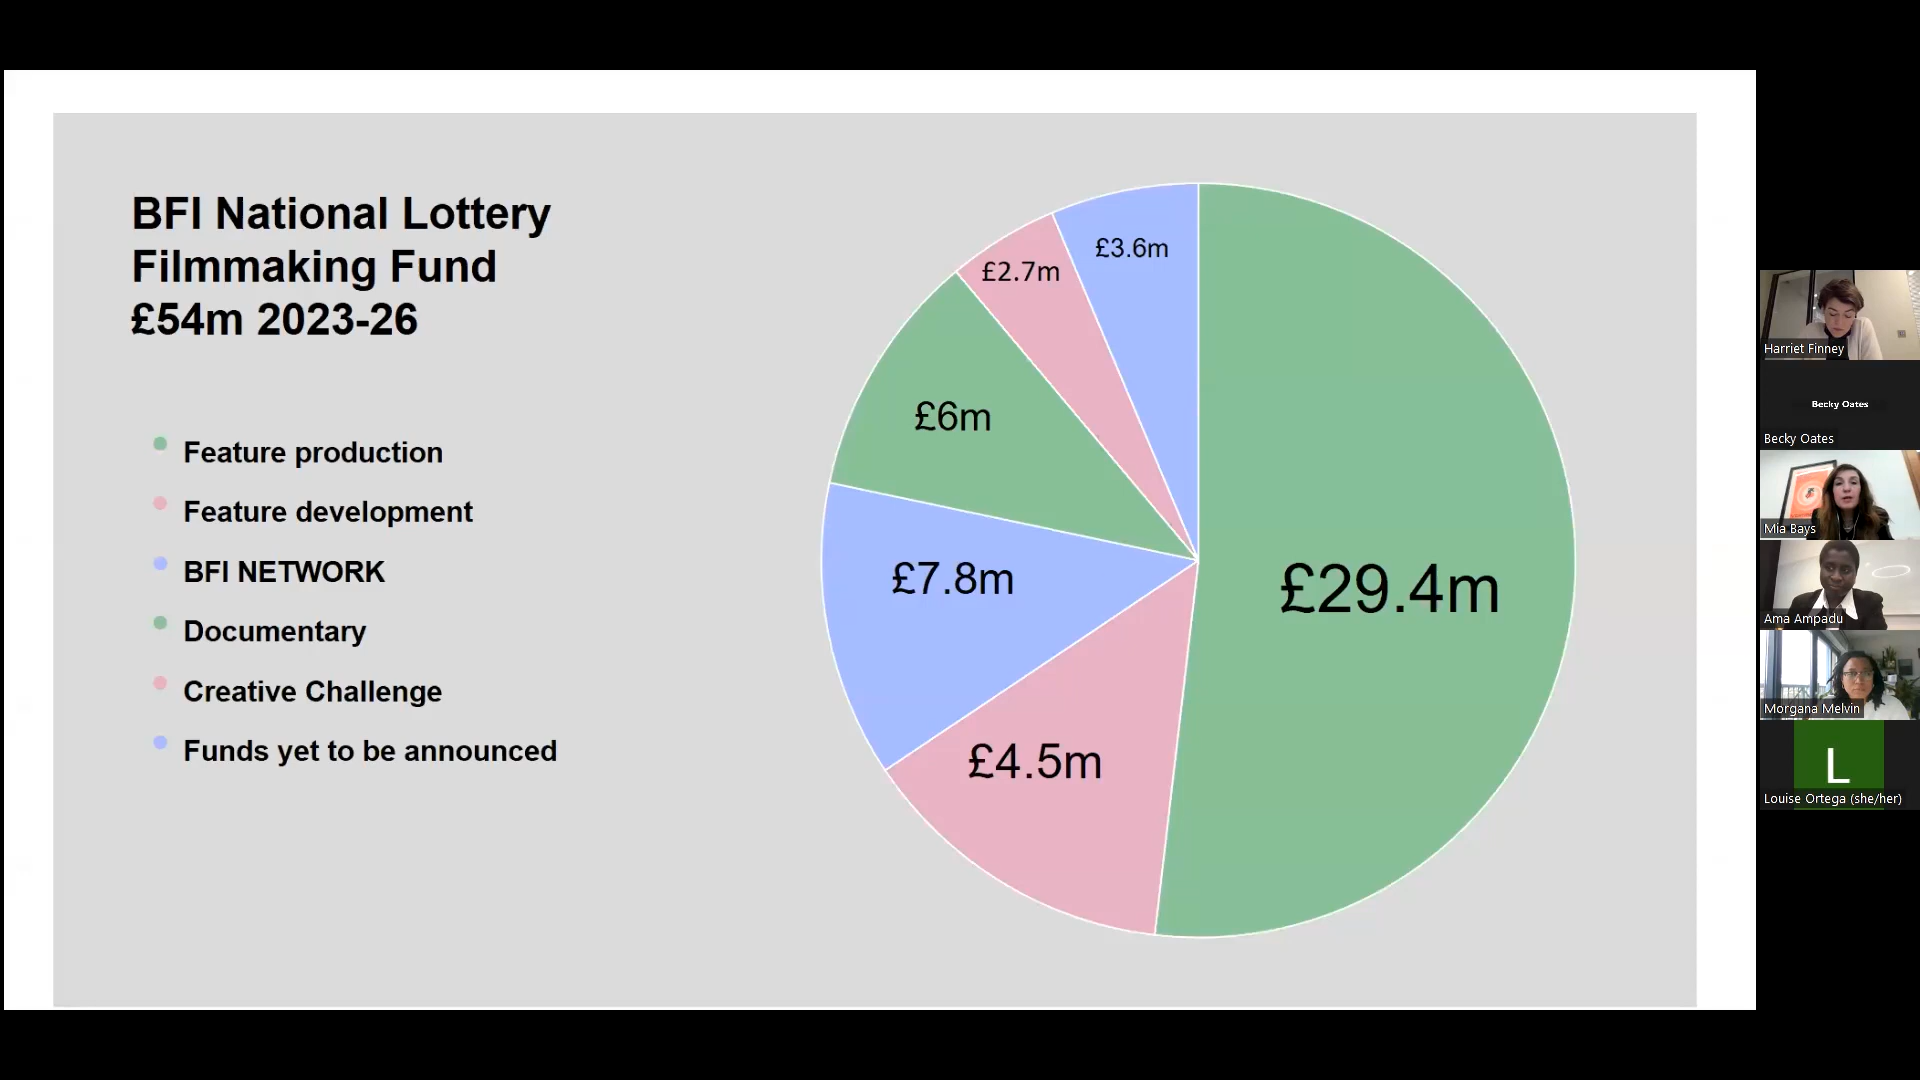 BFI National Lottery
Filmmaking Fund
£54m 2023-26
Feature production
Feature development
BFI NETWORK
Documentary
Creative Challenge
Funds yet to be announced
£3.6m
£2.7m
£6m
£7.8m
£29.4m
£4.5m
Harriet Finney
Becky Oates
Becky Oates
Mia Bays
Ama Ampadu
Morgana Melvin
L
Louise Ortega (she/her)